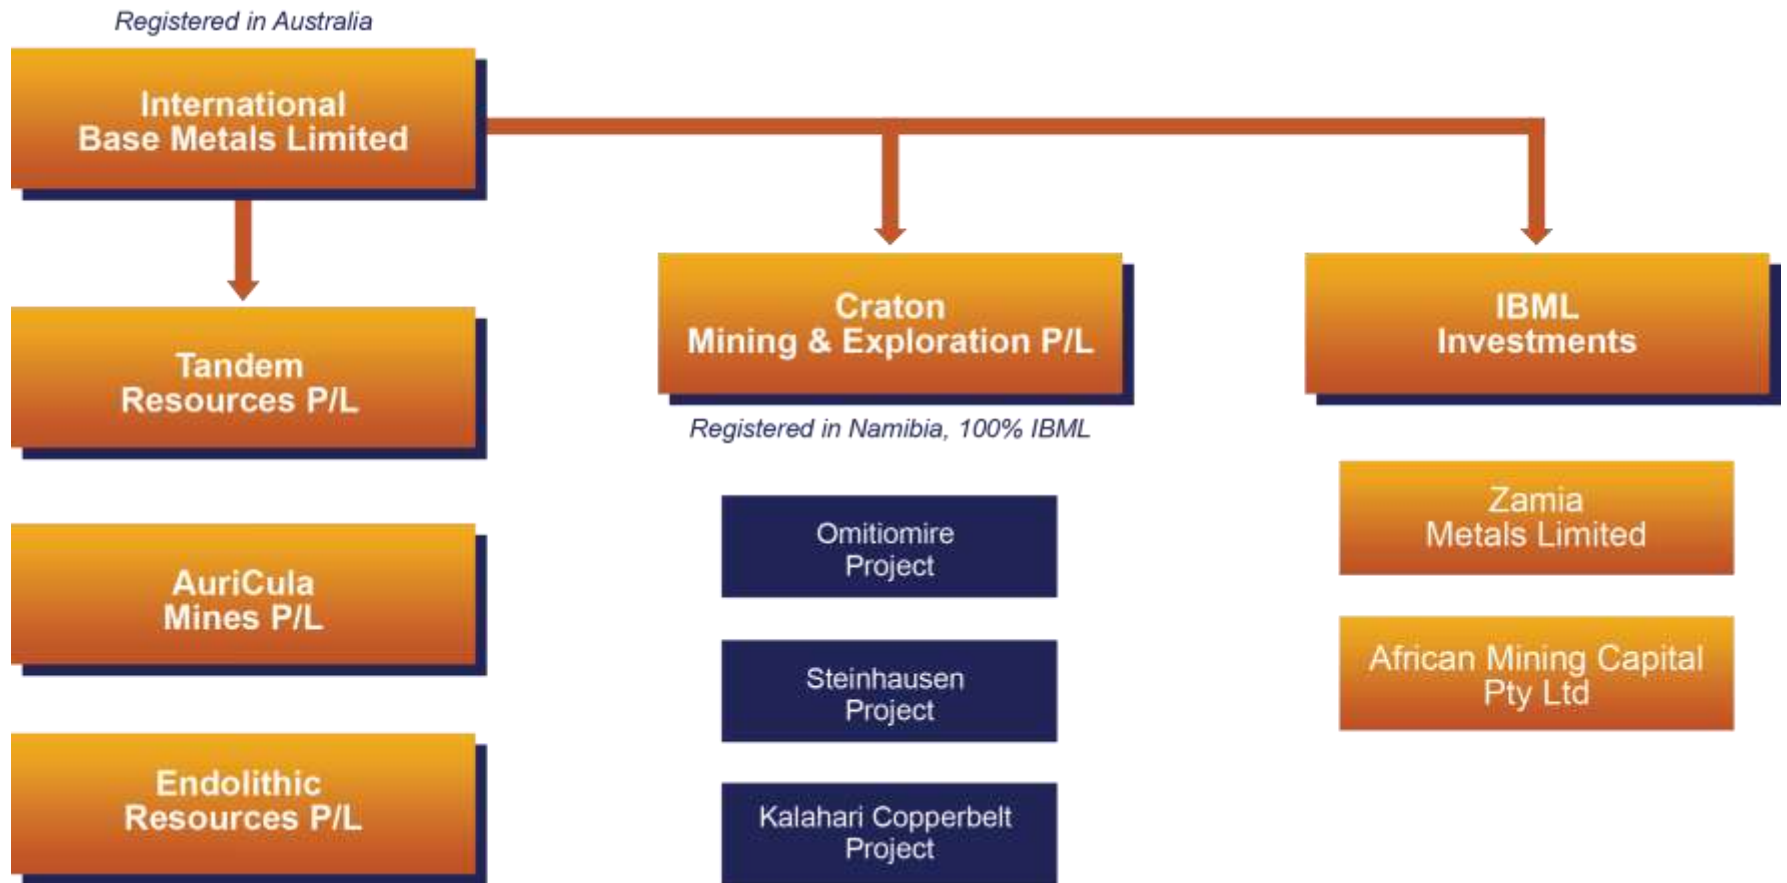 Registered in Australia
International
Base Metals Limited
Tandem
Resources P/L
AuriCula
Mines P/L
Endolithic
Resources P/L
Craton
Mining & Exploration P/L
Registered in Namibia, 100% IBML
Omitiomire
Project
Steinhausen
Project
Kalahari Copperbelt
Project
IBML
Investments
Zamia
Metals Limited
African Mining Capital
Pty Ltd